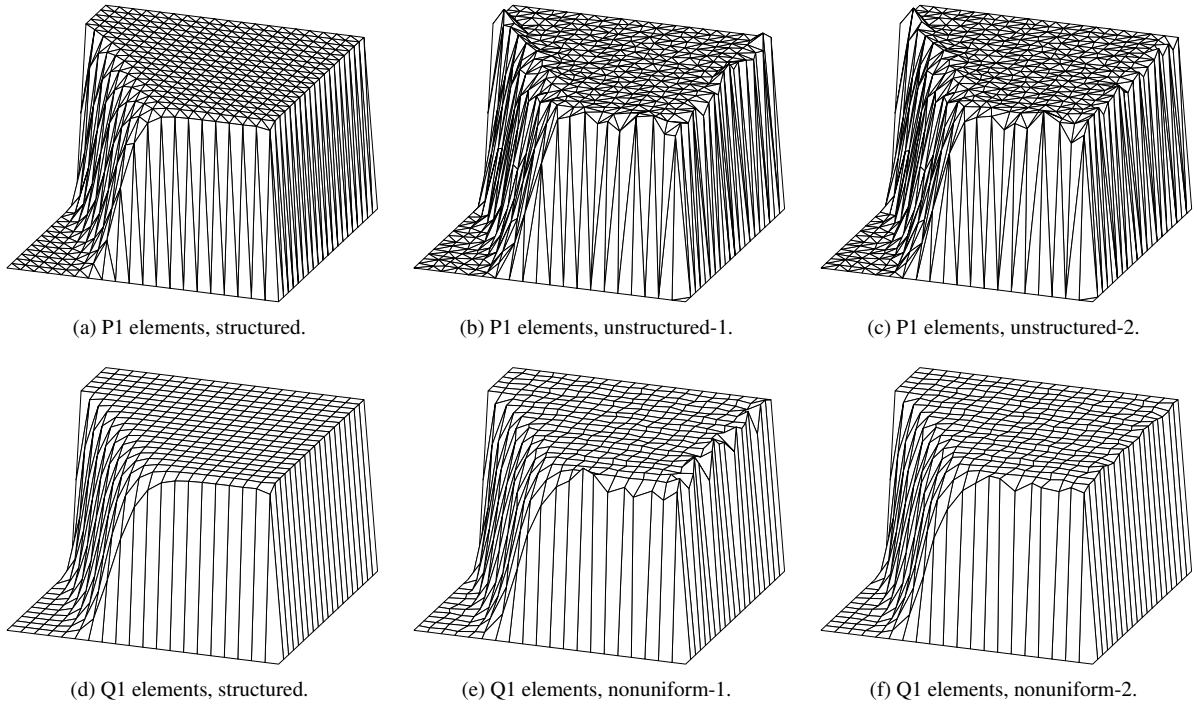 (a) P1 elements, structured.
(b) P1 elements, unstructured-1.
(c) P1 elements, unstructured-2.
(d) Q1 elements, structured.
(e) Q1 elements, nonuniform-1.
(f) Q1 elements, nonuniform-2.